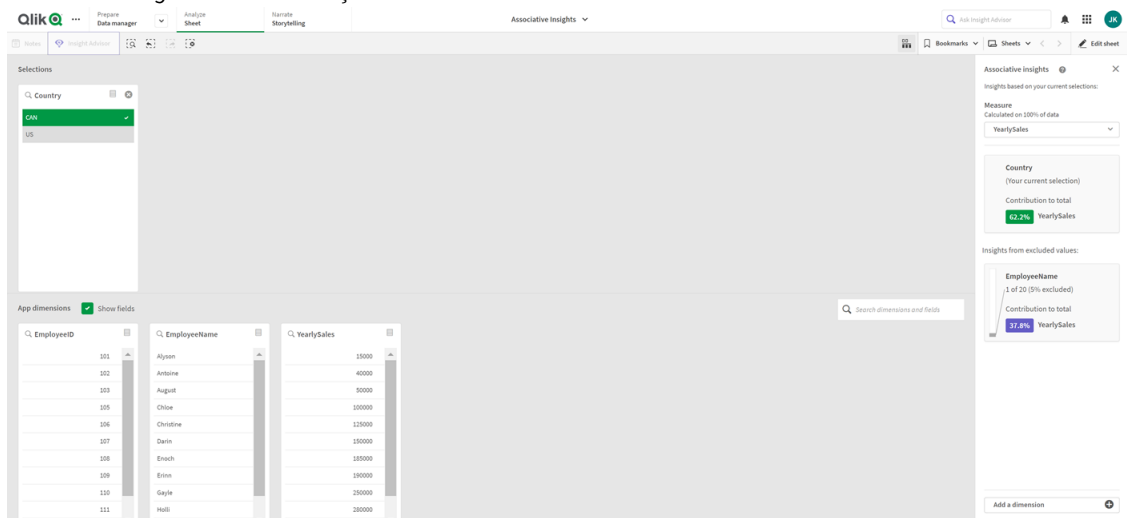 Qlik
Prepare
Data manager
Analyze
Sheet
Narrate
Storytelling
Associative Insights
Ask Insight Advisor
JK
Notes
Insight Advisor
Bookmarks
Sheets
Edit sheet
Selections
Country
CAN
US
App dimensions
Show fields
Search dimensions and fields
EmployeeID
101
102
103
105
106
107
108
109
110
111
EmployeeName
Alyson
Antoine
August
Chloe
Christine
Darin
Enoch
Erinn
Gayle
Holli
YearlySales
15000
40000
50000
100000
125000
150000
185000
190000
250000
280000
Associative insights
Insights based on your current selections:
Measure
Calculated on 100% of data
YearlySales
Country
(Your current selection)
Contribution to total
62.2% YearlySales
Insights from excluded values:
EmployeeName
1 of 20 (5% excluded)
Contribution to total
37.8% YearlySales
Add a dimension